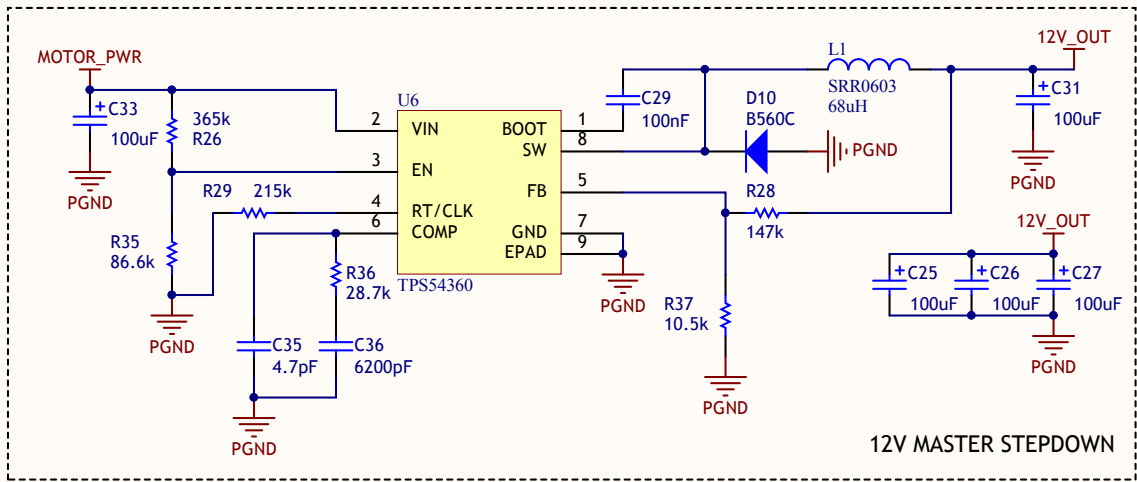 12V_OUT
MOTOR_PWR
L1
SRR0603
68uH
U6
C33
100uF
365k
R26
C29
100nF
D10
B560C
C31
100uF
2
VIN
BOOT
1
SW
8
PGND
PGND
PGND
3
EN
FB
5
R29
215k
R28
147k
4
RT/CLK
6
COMP
GND
7
EPAD
9
12V_OUT
R35
86.6k
R36
28.7k
TPS54360
PGND
R37
10.5k
C25
100uF
C26
100uF
C27
100uF
PGND
C35
4.7pF
C36
6200pF
PGND
PGND
PGND
12V MASTER STEPDOWN